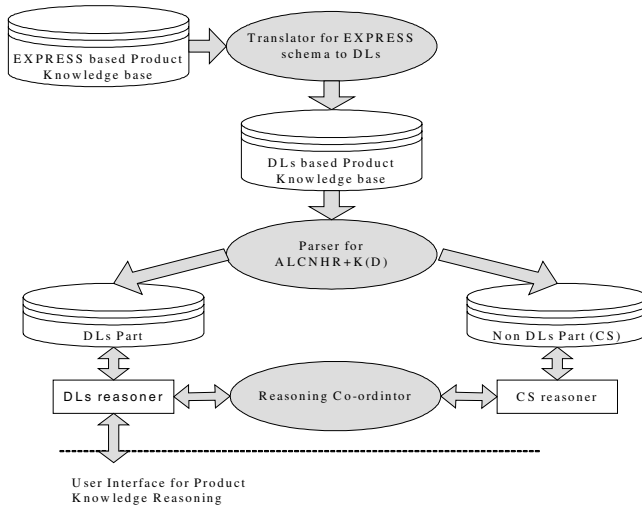 EXPRESS based Product
Knowledge base
Translator for EXPRESS
schema to DLs
DLs based Product
Knowledge base
Parser for
ALCNHR+K(D)
DLs Part
Non DLs Part (CS)
DLs reasoner
Reasoning Co-ordintor
CS reasoner
User Interface for Product
Knowledge Reasoning